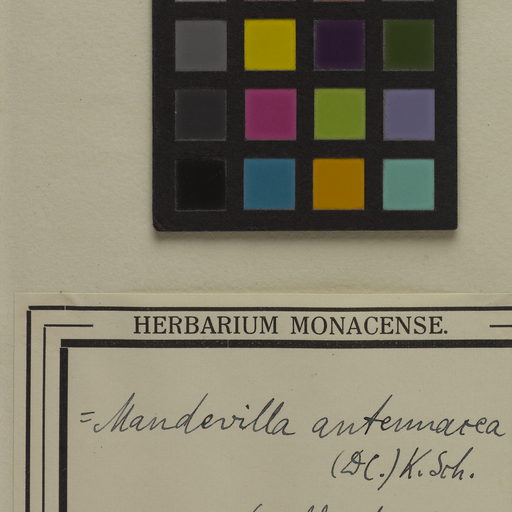 HERBARIUM MONACENSE.
= Mandevilla antennacea
(DC.) K. Sch.